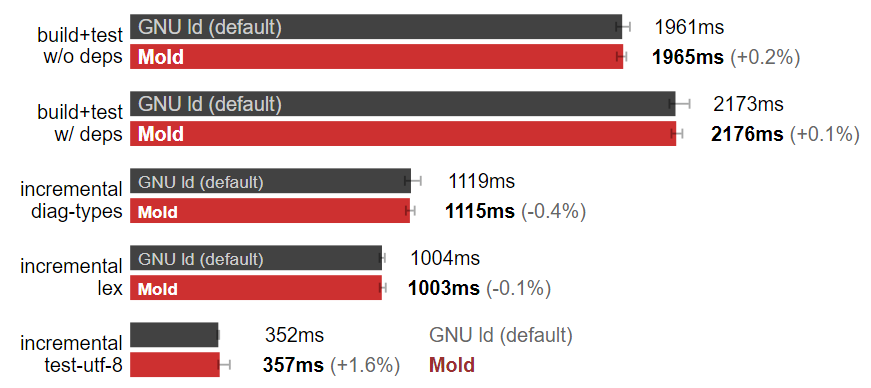 build+test
w/o deps
GNU ld (default)
1961ms
Mold
1965ms (+0.2%)
build+test
w/ deps
GNU ld (default)
2173ms
Mold
2176ms (+0.1%)
incremental
diag-types
GNU ld (default)
1119ms
Mold
1115ms (-0.4%)
incremental
lex
GNU ld (default)
1004ms
Mold
1003ms (-0.1%)
incremental
test-utf-8
352ms
GNU ld (default)
357ms (+1.6%)
Mold